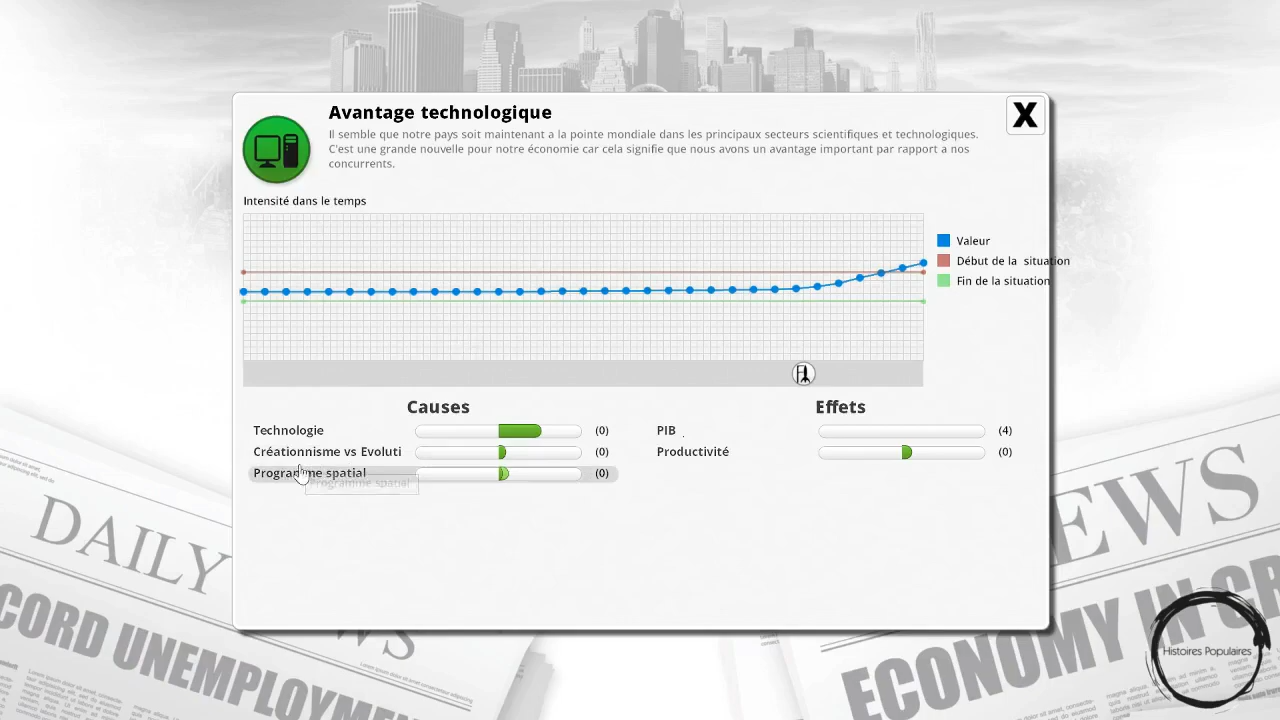 Avantage technologique
X
Il semble que notre pays soit maintenant a la pointe mondiale dans les principaux secteurs scientifiques et technologiques.
C'est une grande nouvelle pour notre économie car cela signifie que nous avons un avantage important par rapport a nos
concurrents.
Intensité dans le temps
Valeur
Début de la situation
Fin de la situation
Causes
Effets
Technologie (0)
PIB (4)
Créationnisme vs Evoluti (0)
Productivité (0)
Programme spatial (0)
Programme spatial
DAILY
NEWS
CORD UNEMPLOYME
ECONOMY IN CR
Histoires Populaires